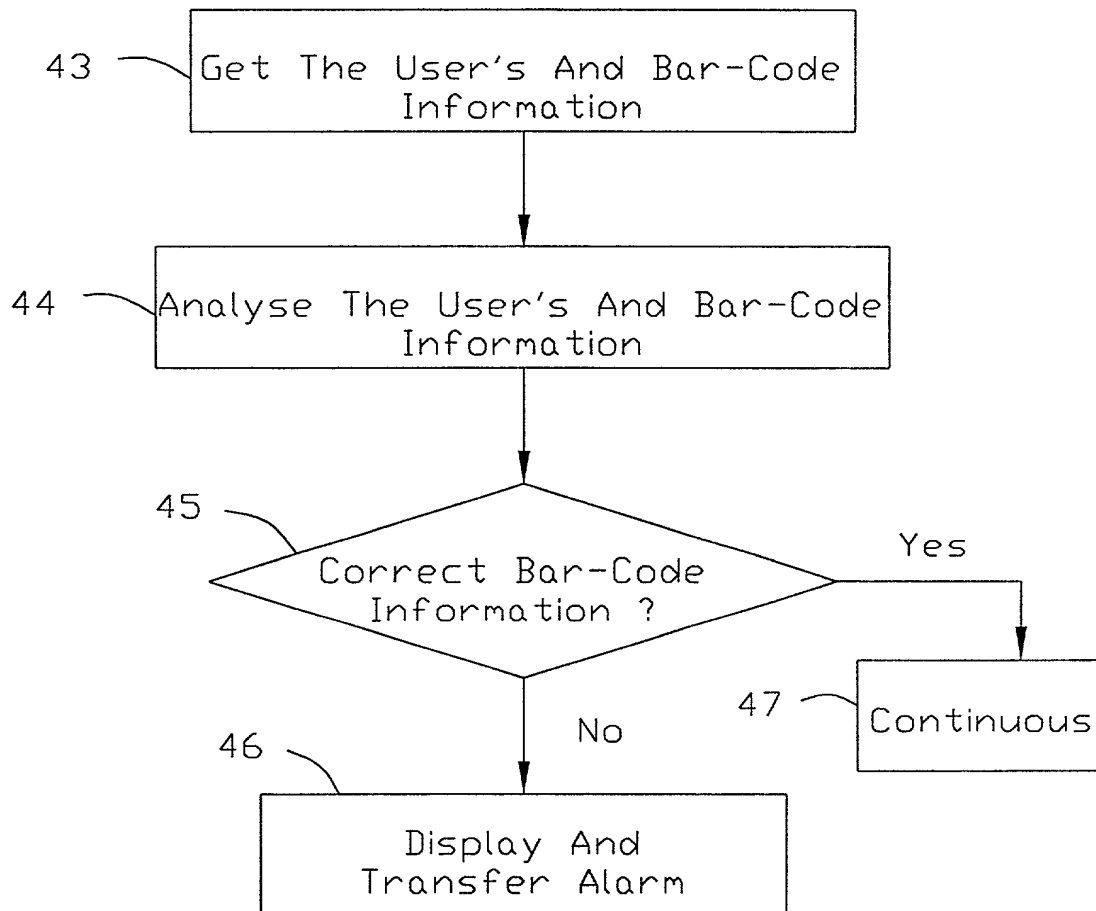 43
Get The User's And Bar-Code
Information
44
Analyse The User's And Bar-Code
Information
45
Correct Bar-Code
Information ?
Yes
47
Continuous
No
46
Display And
Transfer Alarm